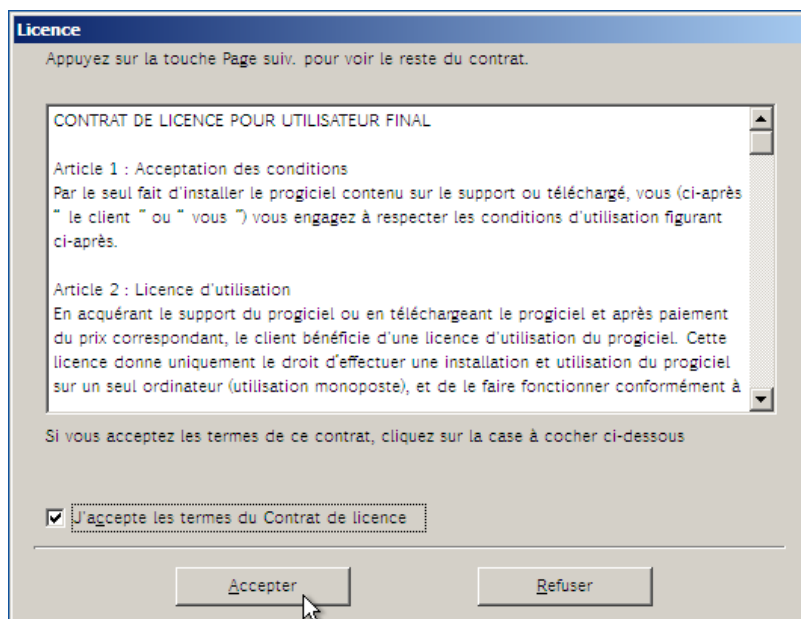 Licence
Appuyez sur la touche Page suiv. pour voir le reste du contrat.
CONTRAT DE LICENCE POUR UTILISATEUR FINAL
Article 1 : Acceptation des conditions
Par le seul fait d'installer le progiciel contenu sur le support ou téléchargé, vous (ci-après
" le client " ou " vous ") vous engagez à respecter les conditions d'utilisation figurant
ci-après.
Article 2 : Licence d'utilisation
En acquérant le support du progiciel ou en téléchargeant le progiciel et après paiement
du prix correspondant, le client bénéficie d'une licence d'utilisation du progiciel. Cette
licence donne uniquement le droit d'effectuer une installation et utilisation du progiciel
sur un seul ordinateur (utilisation monoposte), et de le faire fonctionner conformément à
Si vous acceptez les termes de ce contrat, cliquez sur la case à cocher ci-dessous
J'accepte les termes du Contrat de licence
Accepter
Refuser